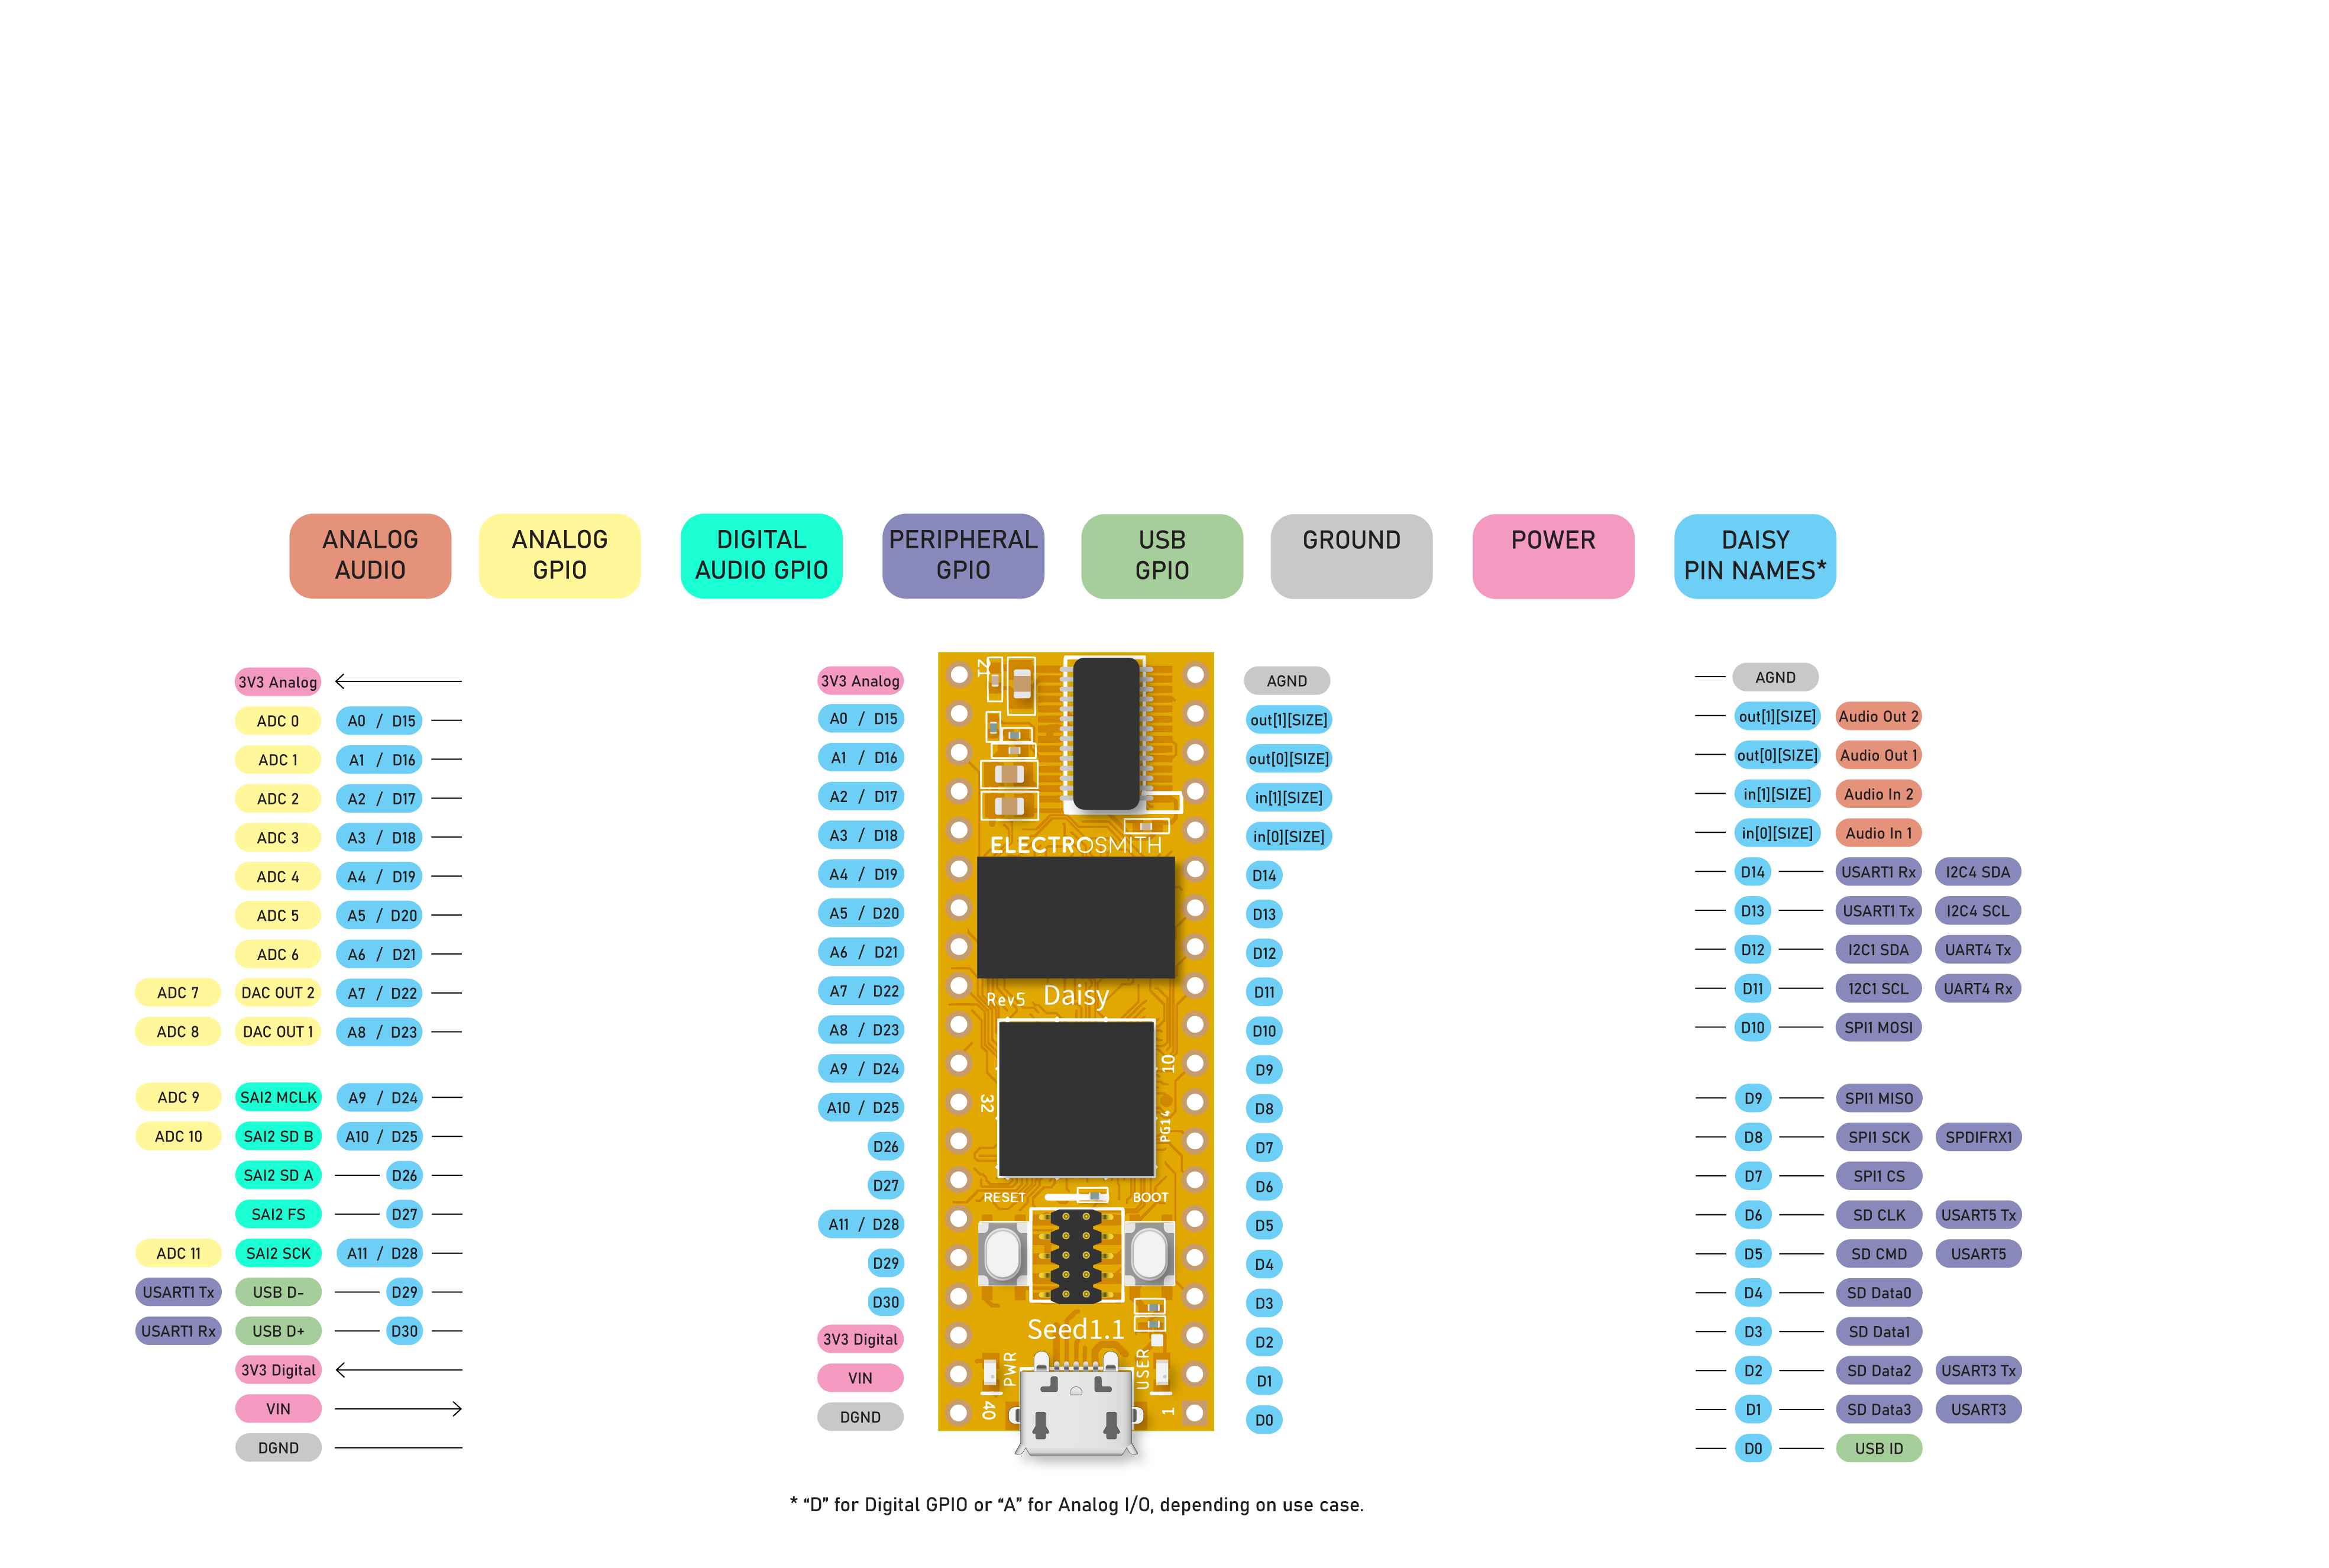 ANALOG
AUDIO
ANALOG
GPIO
DIGITAL
AUDIO GPIO
PERIPHERAL
GPIO
USB
GPIO
GROUND
POWER
DAISY
PIN NAMES*
3V3 Analog
ADC 0 A0 / D15
ADC 1 A1 / D16
ADC 2 A2 / D17
ADC 3 A3 / D18
ADC 4 A4 / D19
ADC 5 A5 / D20
ADC 6 A6 / D21
ADC 7 DAC OUT 2 A7 / D22
ADC 8 DAC OUT 1 A8 / D23
ADC 9 SAI2 MCLK A9 / D24
ADC 10 SAI2 SD B A10 / D25
SAI2 SD A D26
SAI2 FS D27
ADC 11 SAI2 SCK A11 / D28
USART1 Tx USB D- D29
USART1 Rx USB D+ D30
3V3 Digital
VIN
DGND
3V3 Analog
A0 / D15
A1 / D16
A2 / D17
A3 / D18
A4 / D19
A5 / D20
A6 / D21
A7 / D22
A8 / D23
A9 / D24
A10 / D25
D26
D27
A11 / D28
D29
D30
3V3 Digital
VIN
DGND
21
ELECTROSMITH
Rev5 Daisy
10
32
PG14
RESET BOOT
Seed1.1
PWR
USER
40
1
AGND
out[1][SIZE]
out[0][SIZE]
in[1][SIZE]
in[0][SIZE]
D14
D13
D12
D11
D10
D9
D8
D7
D6
D5
D4
D3
D2
D1
D0
AGND
out[1][SIZE] Audio Out 2
out[0][SIZE] Audio Out 1
in[1][SIZE] Audio In 2
in[0][SIZE] Audio In 1
D14 USART1 Rx I2C4 SDA
D13 USART1 Tx I2C4 SCL
D12 I2C1 SDA UART4 Tx
D11 12C1 SCL UART4 Rx
D10 SPI1 MOSI
D9 SPI1 MISO
D8 SPI1 SCK SPDIFRX1
D7 SPI1 CS
D6 SD CLK USART5 Tx
D5 SD CMD USART5
D4 SD Data0
D3 SD Data1
D2 SD Data2 USART3 Tx
D1 SD Data3 USART3
D0 USB ID
* “D” for Digital GPIO or “A” for Analog I/O, depending on use case.